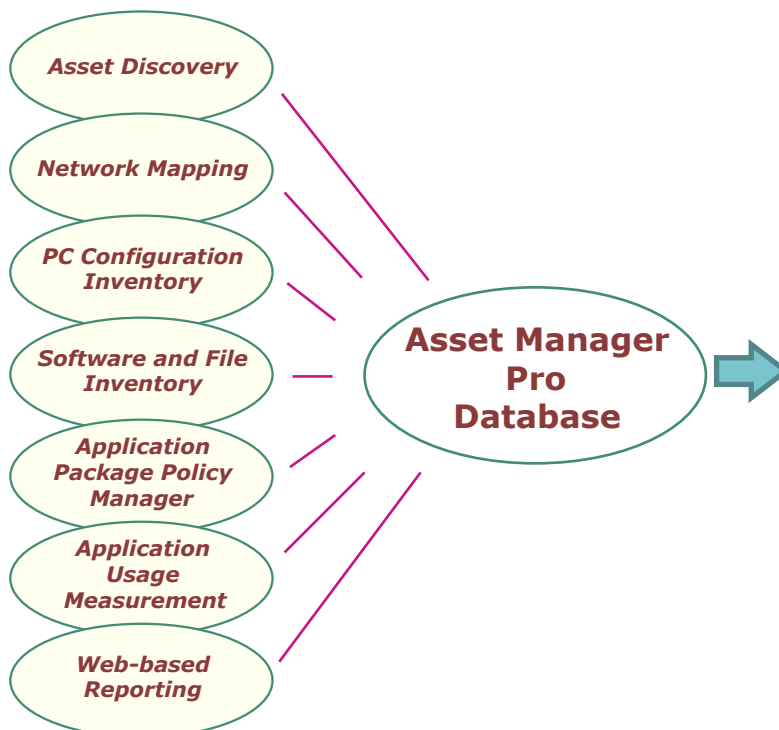 Asset Discovery
Network Mapping
PC Configuration
Inventory
Software and File
Inventory
Application
Package Policy
Manager
Application
Usage
Measurement
Web-based
Reporting
Asset Manager
Pro
Database